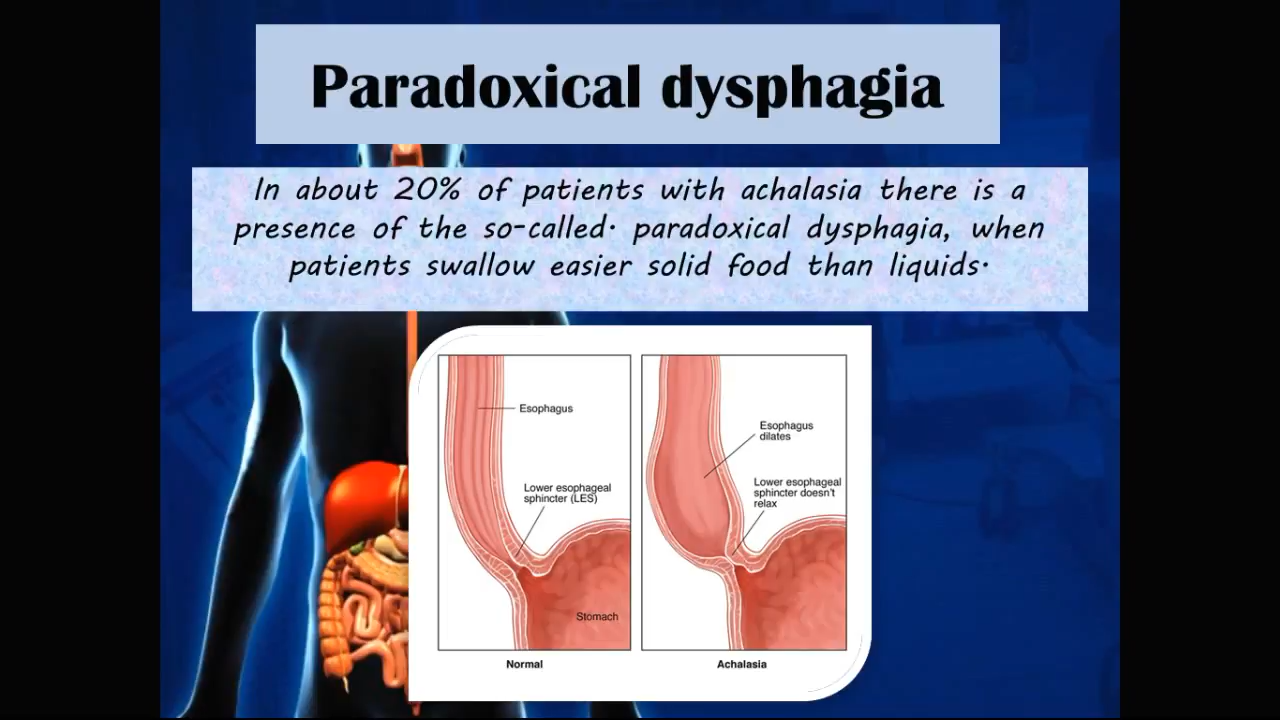 Paradoxical dysphagia
In about 20% of patients with achalasia there is a
presence of the so-called. paradoxical dysphagia, when
patients swallow easier solid food than liquids.
Esophagus
Lower esophageal
sphincter (LES)
Stomach
Normal
Esophagus
dilates
Lower esophageal
sphincter doesn't
relax
Achalasia